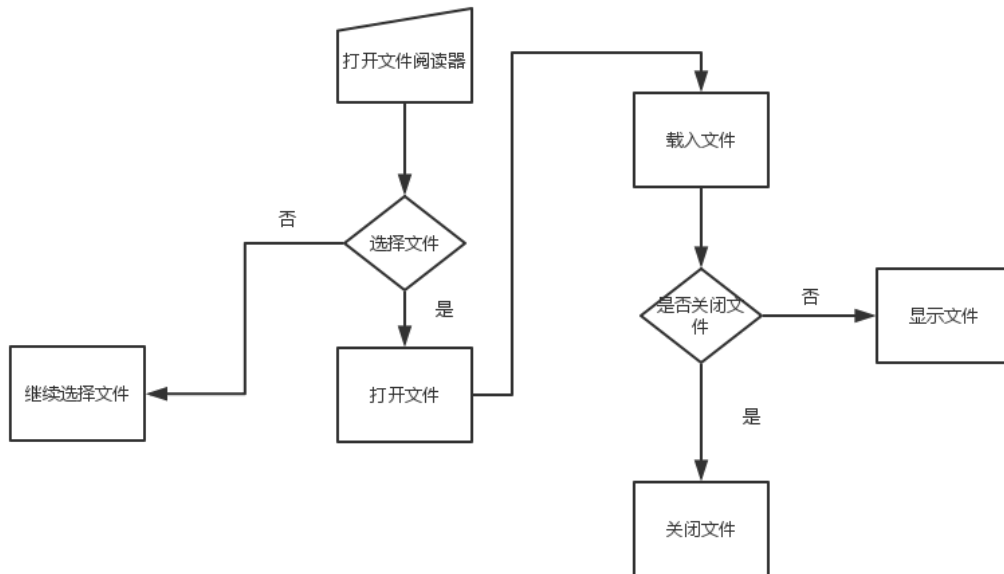 打开文件阅读器
载入文件
否
选择文件
是
是否关闭文
件
否
显示文件
继续选择文件
打开文件
是
关闭文件